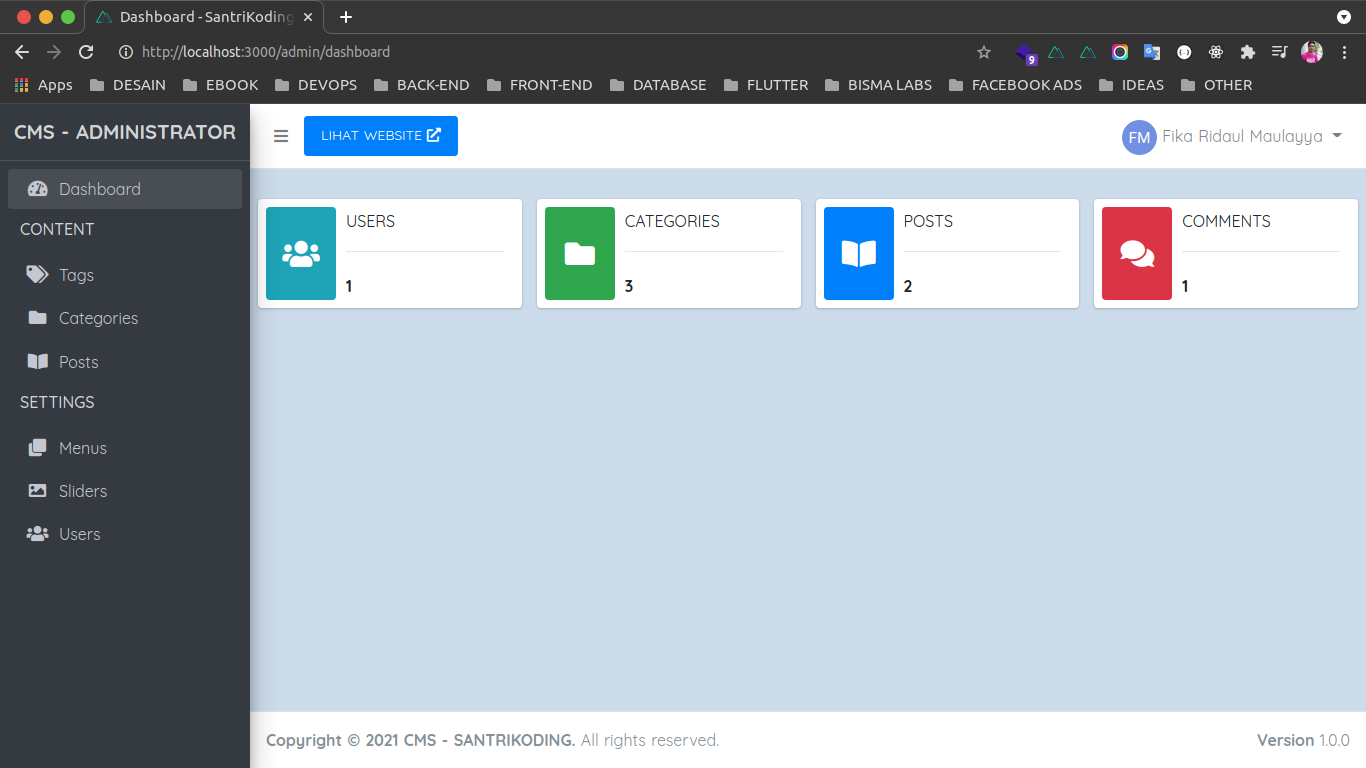 Dashboard - SantriKoding
http://localhost:3000/admin/dashboard
9
Apps DESAIN EBOOK DEVOPS BACK-END FRONT-END DATABASE FLUTTER BISMA LABS FACEBOOK ADS IDEAS OTHER
CMS - ADMINISTRATOR
LIHAT WEBSITE
FM Fika Ridaul Maulayya
Dashboard
CONTENT
Tags
Categories
Posts
SETTINGS
Menus
Sliders
Users
USERS
1
CATEGORIES
3
POSTS
2
COMMENTS
1
Copyright © 2021 CMS - SANTRIKODING. All rights reserved.
Version 1.0.0